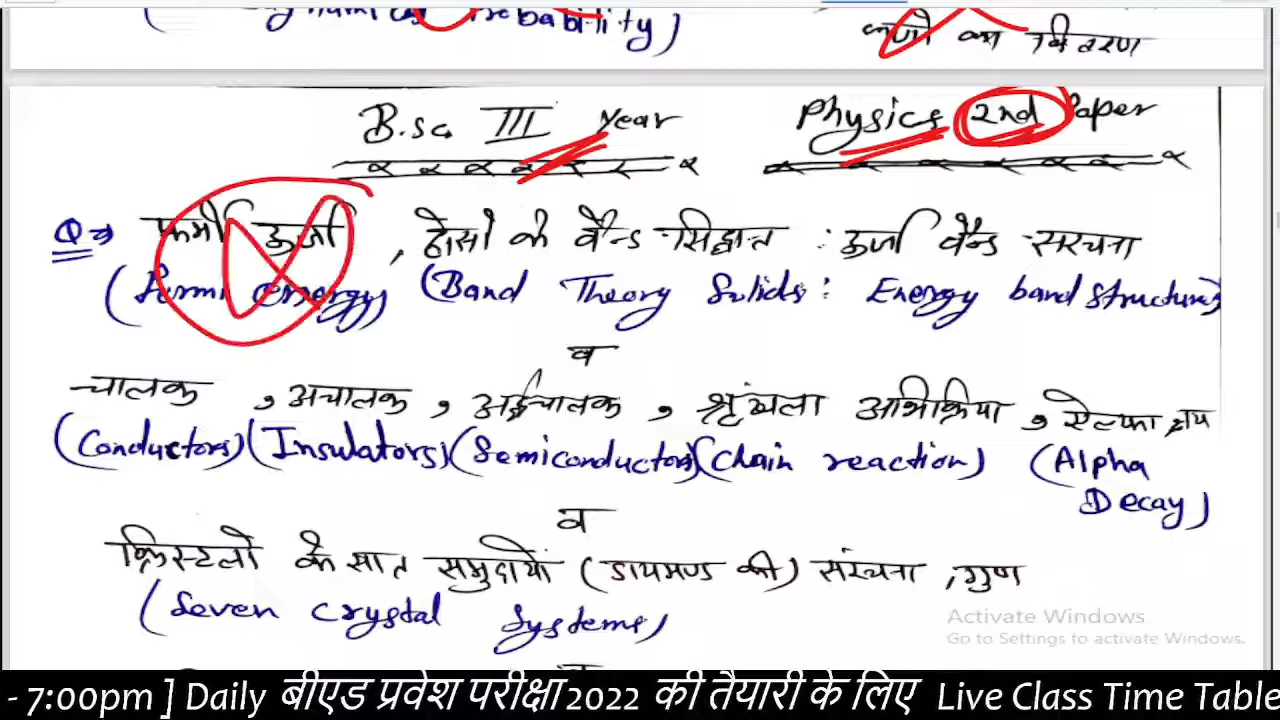 Probability)
कणों का वितरण
B.sc. III Year Physics 2nd Paper
Q⇒ फर्मी ऊर्जा , ठोसों के बैन्ड सिद्धान्त : ऊर्जा बैन्ड संरचना
(Fermi energy) (Band Theory Solids: Energy band structure)
व
चालक , अचालक , अर्द्धचालक , श्रृंखला अभिक्रिया ,
(Conductors) (Insulators) (Semiconductors) (Chain reaction) (Alpha
Decay)
व
क्रिस्टलों के सात समुदायों (डायमण्ड की) संरचना , गुण
(Seven Crystal Systems)
Activate Windows
Go to Settings to activate Windows.
- 7:00pm ] Daily बीएड प्रवेश परीक्षा 2022 की तैयारी के लिए Live Class Time Table